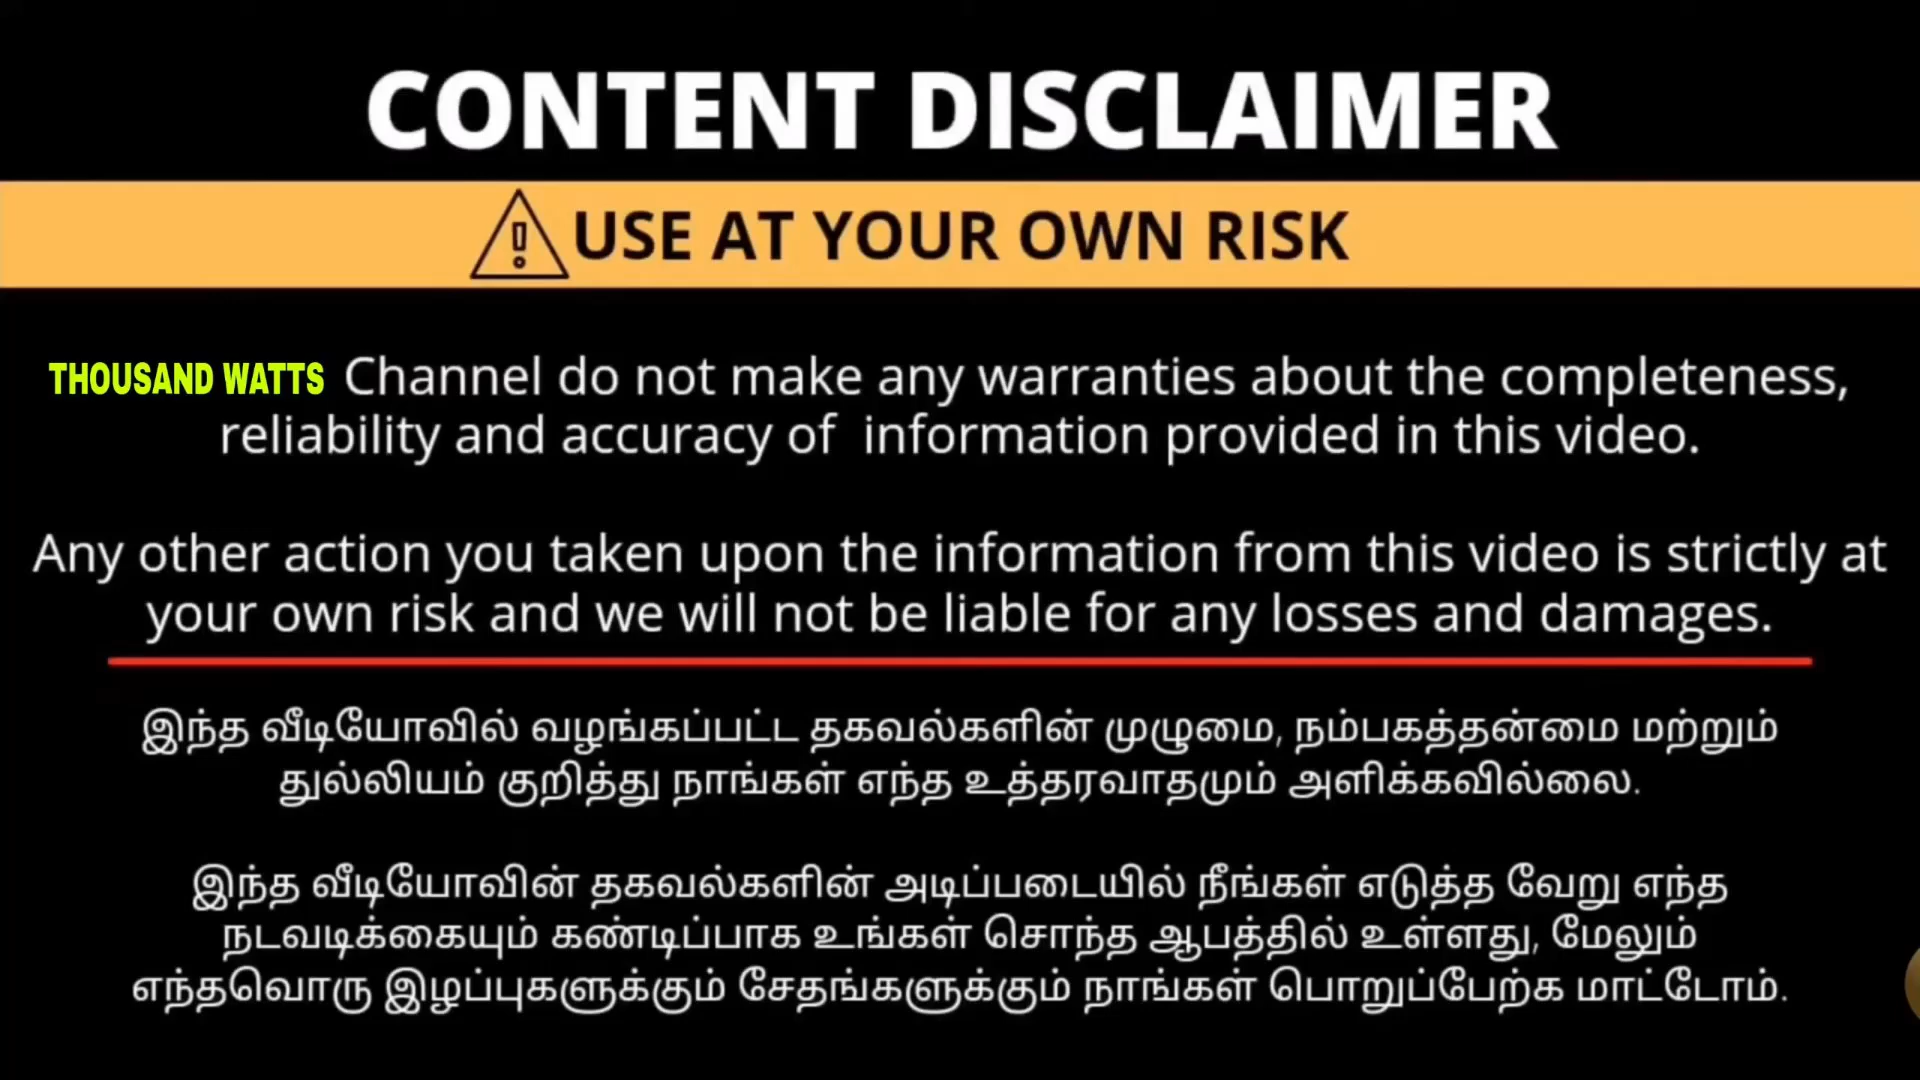 CONTENT DISCLAIMER
USE AT YOUR OWN RISK
THOUSAND WATTS Channel do not make any warranties about the completeness,
reliability and accuracy of information provided in this video.
Any other action you taken upon the information from this video is strictly at
your own risk and we will not be liable for any losses and damages.
இந்த வீடியோவில் வழங்கப்பட்ட தகவல்களின் முழுமை, நம்பகத்தன்மை மற்றும்
துல்லியம் குறித்து நாங்கள் எந்த உத்தரவாதமும் அளிக்கவில்லை.
இந்த வீடியோவின் தகவல்களின் அடிப்படையில் நீங்கள் எடுத்த வேறு எந்த
நடவடிக்கையும் கண்டிப்பாக உங்கள் சொந்த ஆபத்தில் உள்ளது, மேலும்
எந்தவொரு இழப்புகளுக்கும் சேதங்களுக்கும் நாங்கள் பொறுப்பேற்க மாட்டோம்.